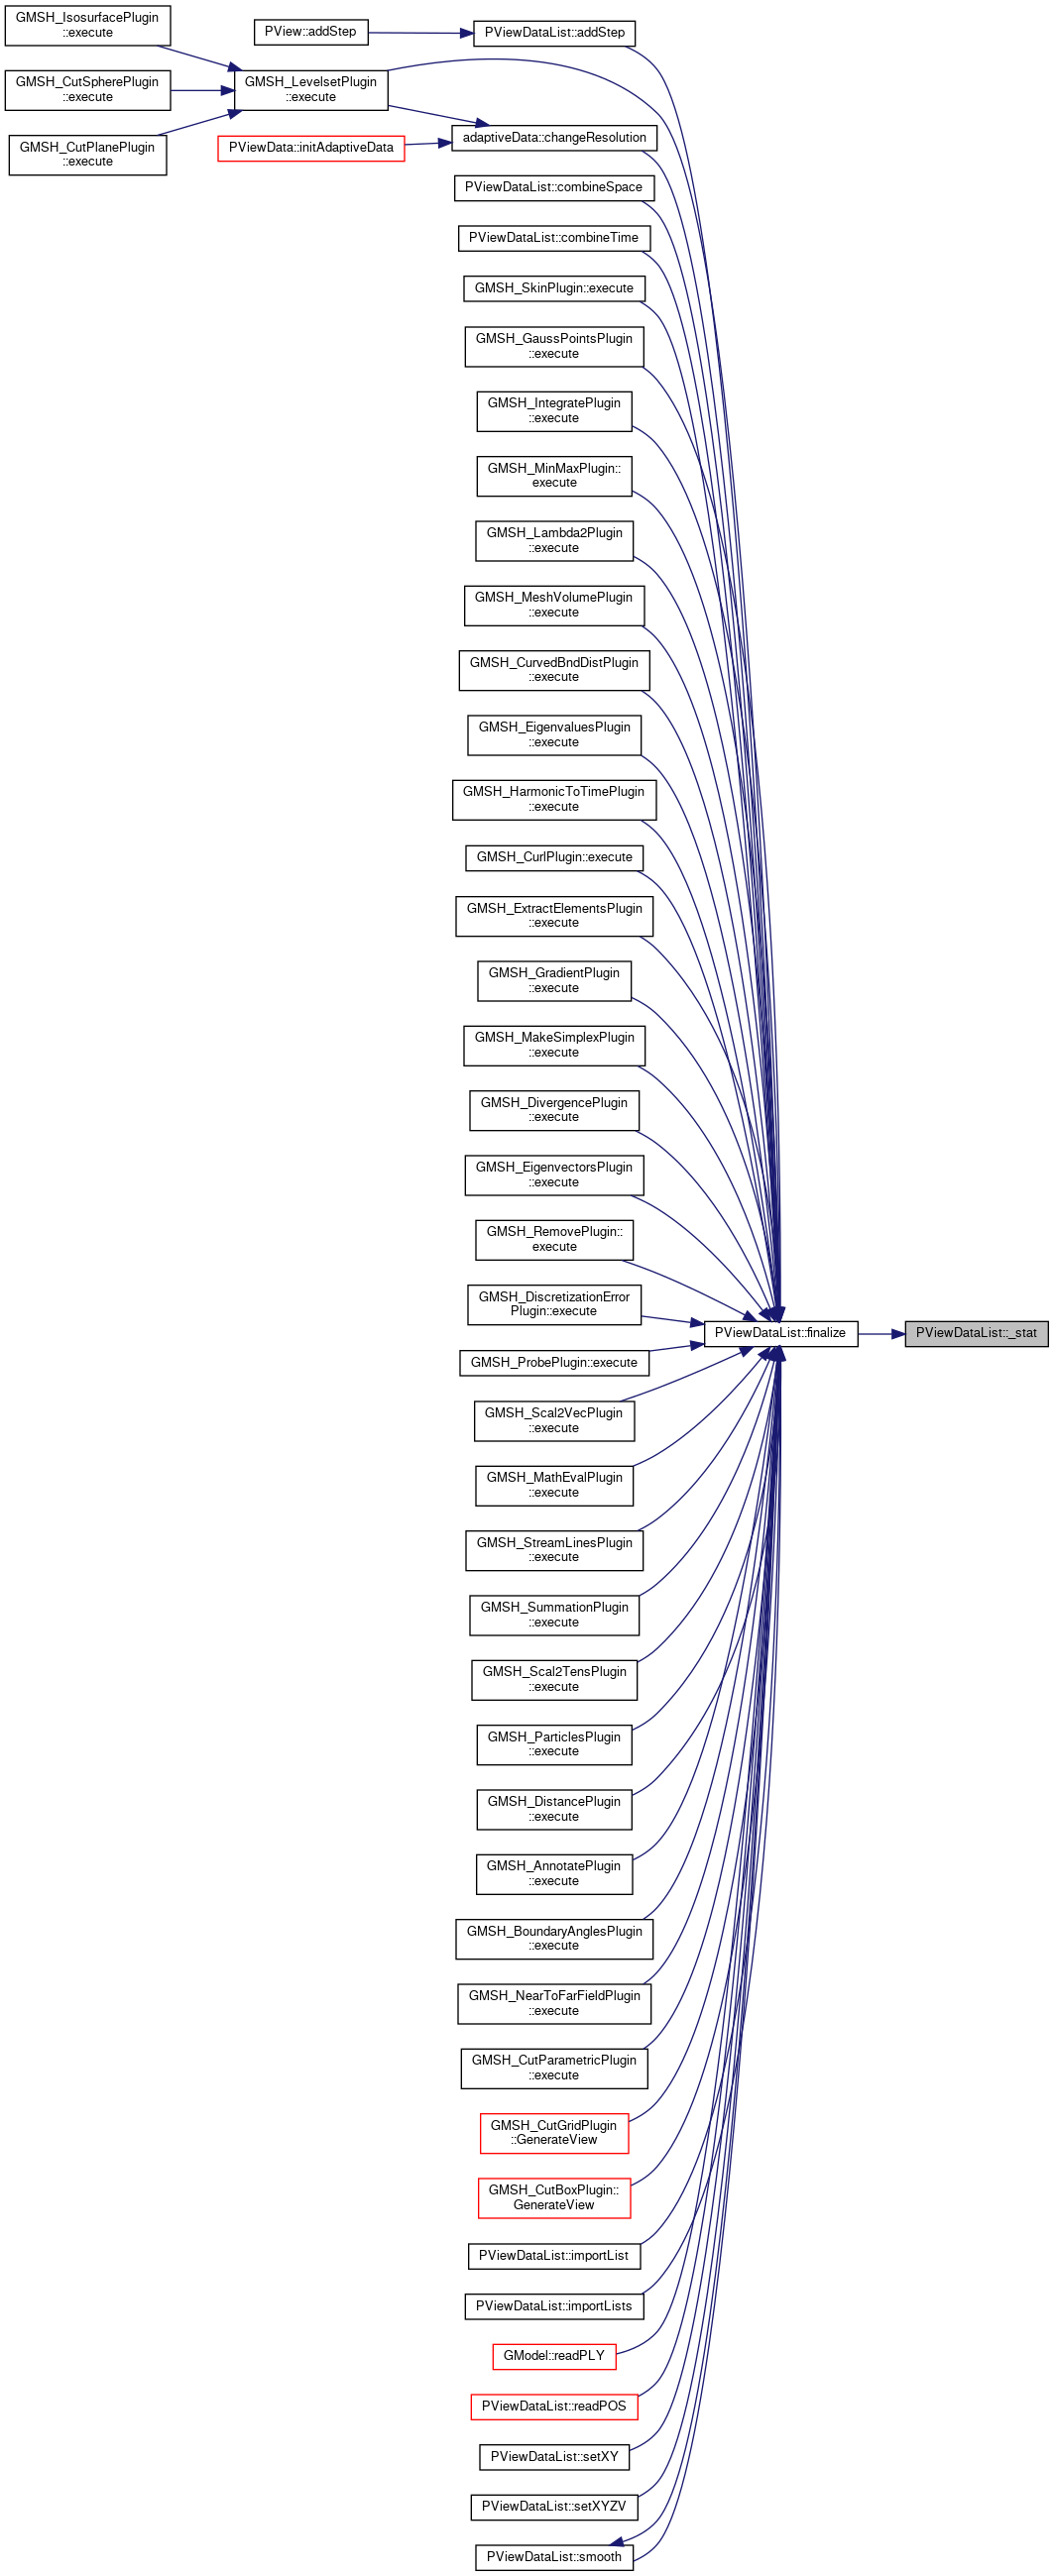 GMSH_IsosurfacePlugin
::execute
PView::addStep
PViewDataList::addStep
GMSH_CutSpherePlugin
::execute
GMSH_LevelsetPlugin
::execute
GMSH_CutPlanePlugin
::execute
PViewData::initAdaptiveData
adaptiveData::changeResolution
PViewDataList::combineSpace
PViewDataList::combineTime
GMSH_SkinPlugin::execute
GMSH_GaussPointsPlugin
::execute
GMSH_IntegratePlugin
::execute
GMSH_MinMaxPlugin::
execute
GMSH_Lambda2Plugin
::execute
GMSH_MeshVolumePlugin
::execute
GMSH_CurvedBndDistPlugin
::execute
GMSH_EigenvaluesPlugin
::execute
GMSH_HarmonicToTimePlugin
::execute
GMSH_CurlPlugin::execute
GMSH_ExtractElementsPlugin
::execute
GMSH_GradientPlugin
::execute
GMSH_MakeSimplexPlugin
::execute
GMSH_DivergencePlugin
::execute
GMSH_EigenvectorsPlugin
::execute
GMSH_RemovePlugin::
execute
GMSH_DiscretizationError
Plugin::execute
PViewDataList::finalize
PViewDataList::_stat
GMSH_ProbePlugin::execute
GMSH_Scal2VecPlugin
::execute
GMSH_MathEvalPlugin
::execute
GMSH_StreamLinesPlugin
::execute
GMSH_SummationPlugin
::execute
GMSH_Scal2TensPlugin
::execute
GMSH_ParticlesPlugin
::execute
GMSH_DistancePlugin
::execute
GMSH_AnnotatePlugin
::execute
GMSH_BoundaryAnglesPlugin
::execute
GMSH_NearToFarFieldPlugin
::execute
GMSH_CutParametricPlugin
::execute
GMSH_CutGridPlugin
::GenerateView
GMSH_CutBoxPlugin::
GenerateView
PViewDataList::importList
PViewDataList::importLists
GModel::readPLY
PViewDataList::readPOS
PViewDataList::setXY
PViewDataList::setXYZV
PViewDataList::smooth